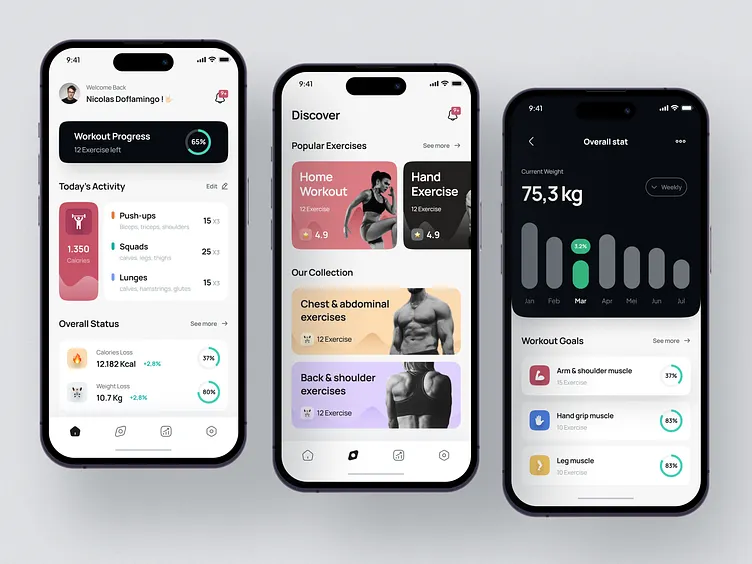 9:41
Welcome Back
Nicolas Doflamingo !
9+
Workout Progress
12 Exercise left
65%
Today's Activity
Edit
1.350
Calories
Push-ups
Biceps, triceps, shoulders
15 X3
Squads
calves, legs, thighs
25 X3
Lunges
calves, hamstrings, glutes
15 X3
Overall Status
See more
Calories Loss
12.182 Kcal
+2.8%
37%
Weight Loss
10.7 Kg
+2.8%
80%
9:41
Discover
9+
Popular Exercises
See more
Home
Workout
12 Exercise
4.9
Hand
Exercise
12 Exercise
4.9
Our Collection
Chest & abdominal
exercises
12 Exercise
Back & shoulder
exercises
12 Exercise
9:41
Overall stat
Current Weight
75,3 kg
Weekly
3.2%
Jan
Feb
Mar
Apr
Mei
Jun
Jul
Workout Goals
See more
Arm & shoulder muscle
15 Exercise
37%
Hand grip muscle
10 Exercise
83%
Leg muscle
10 Exercise
83%